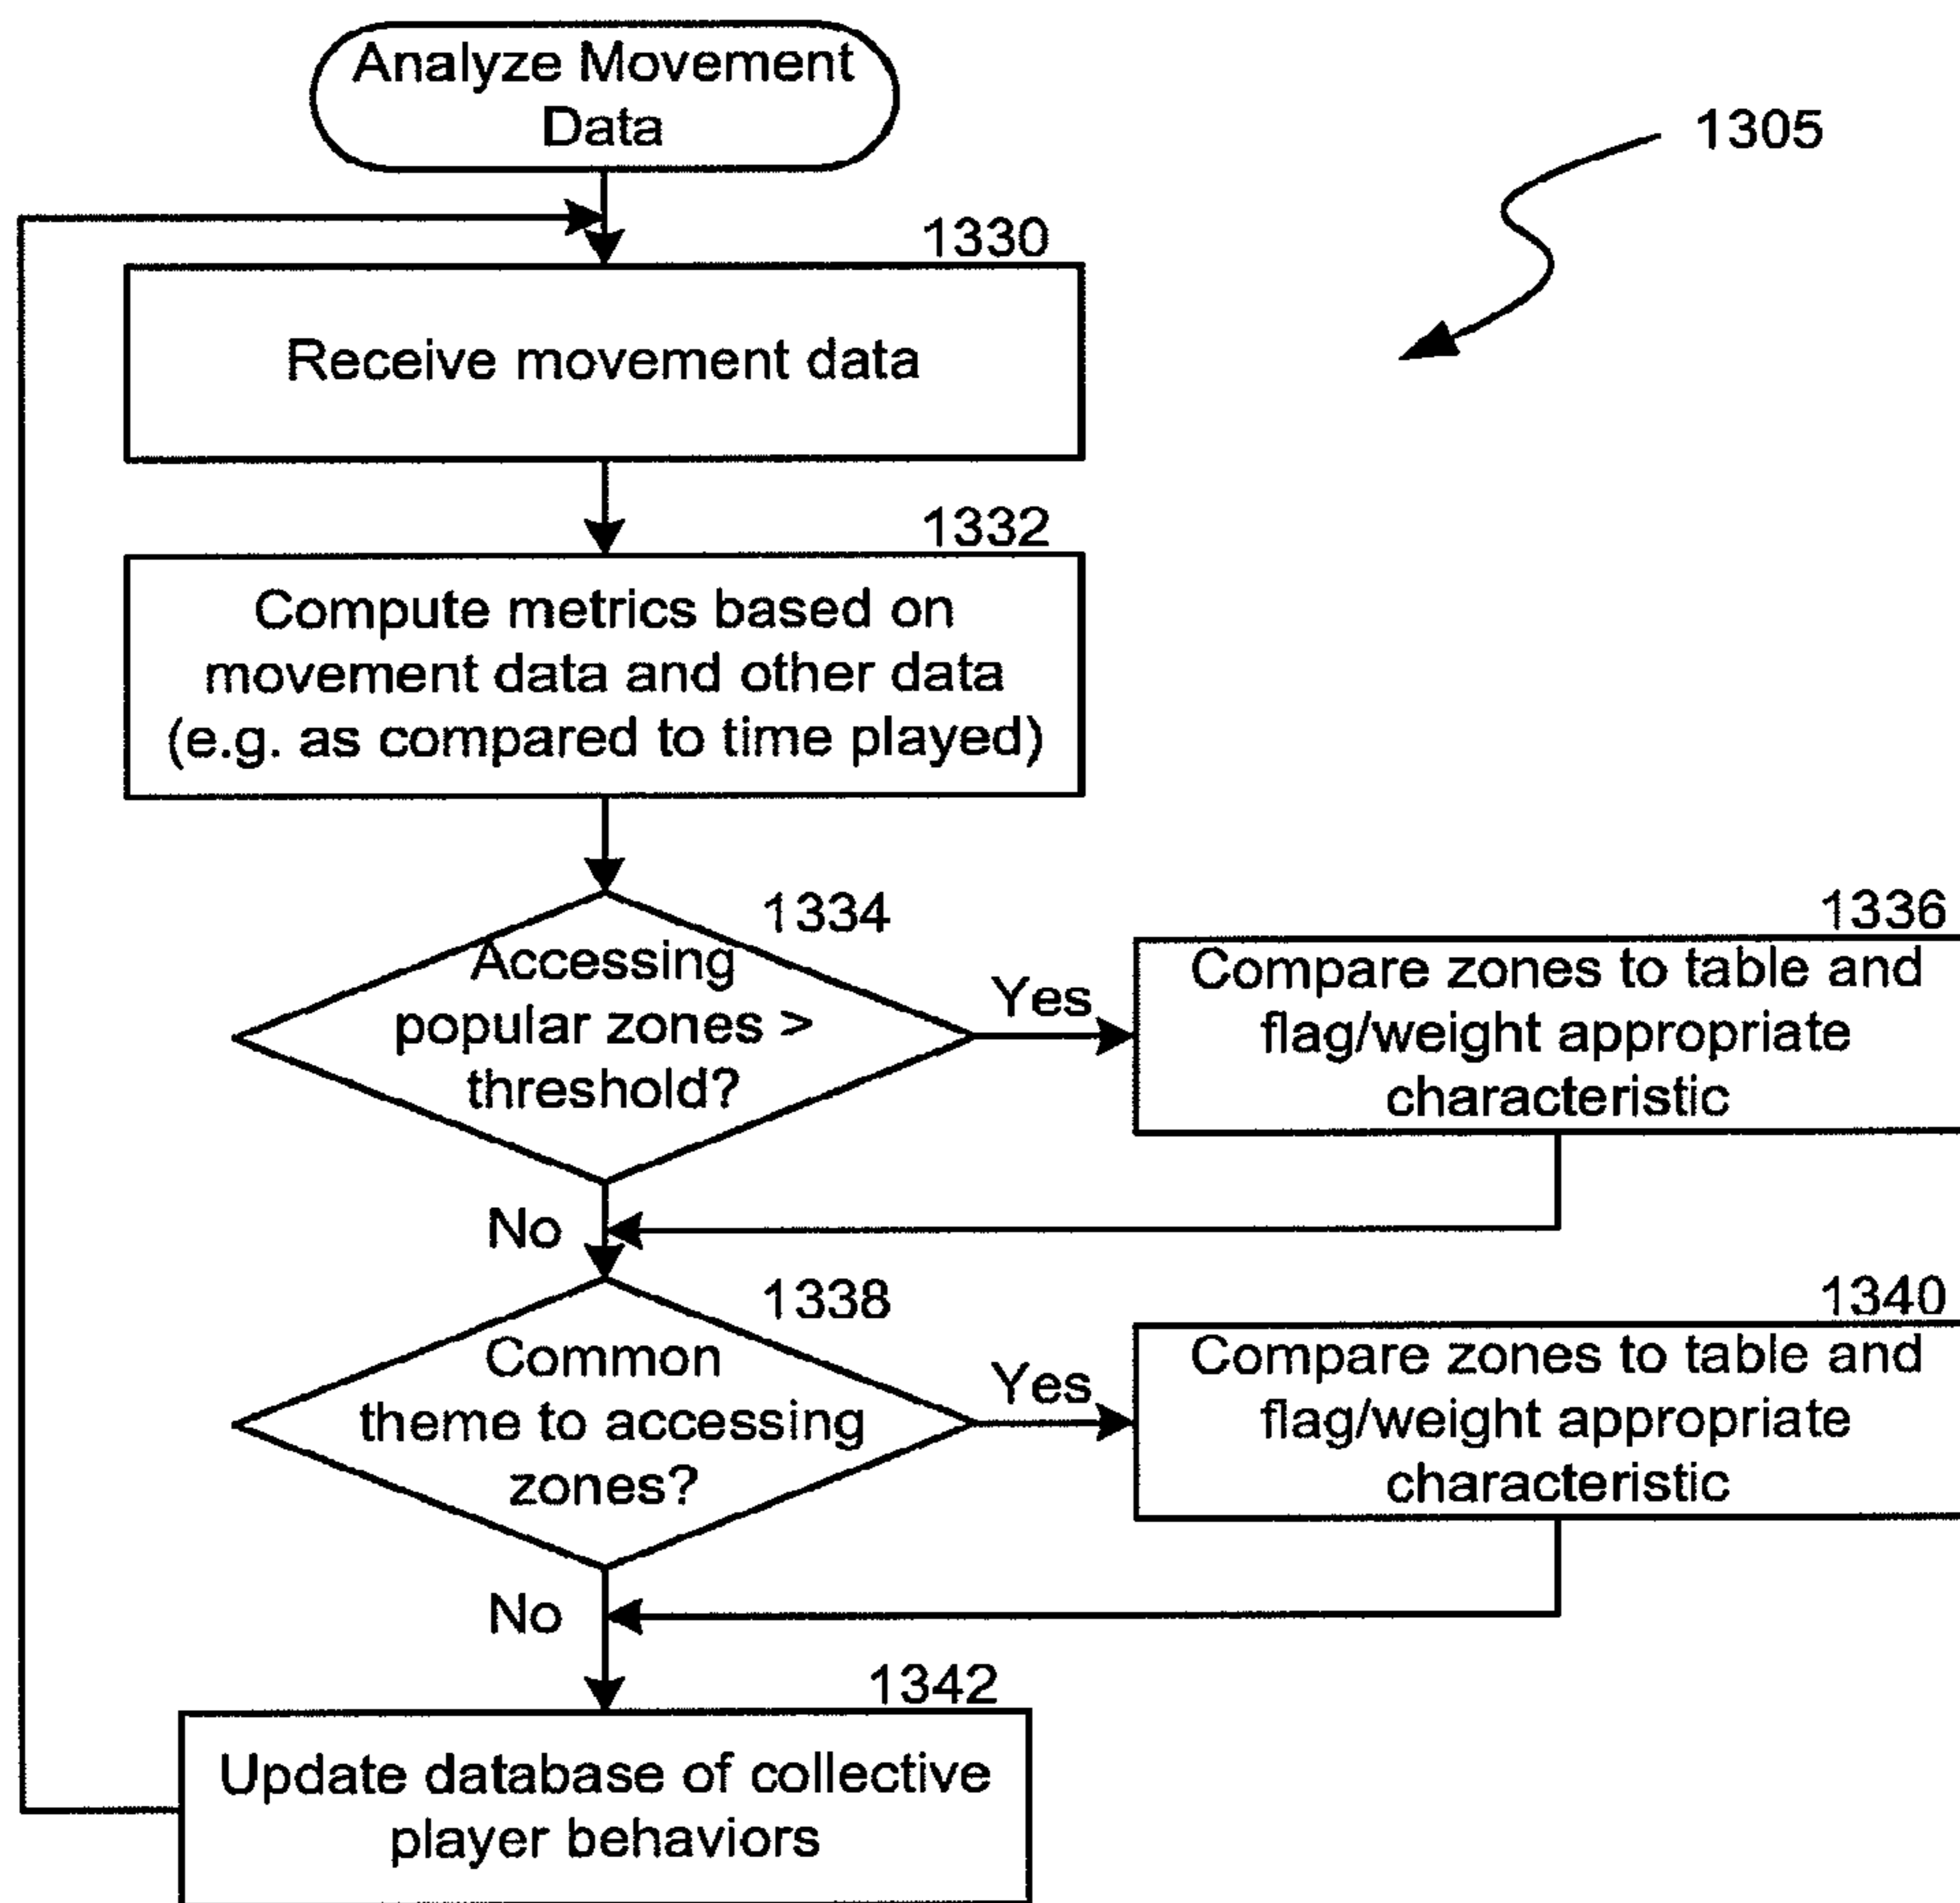 Analyze Movement
Data
1305
1330
Receive movement data
1332
Compute metrics based on
movement data and other data
(e.g. as compared to time played)
1334
Accessing
popular zones >
threshold?
Yes
1336
Compare zones to table and
flag/weight appropriate
characteristic
No
1338
Common
theme to accessing
zones?
Yes
1340
Compare zones to table and
flag/weight appropriate
characteristic
No
1342
Update database of collective
player behaviors